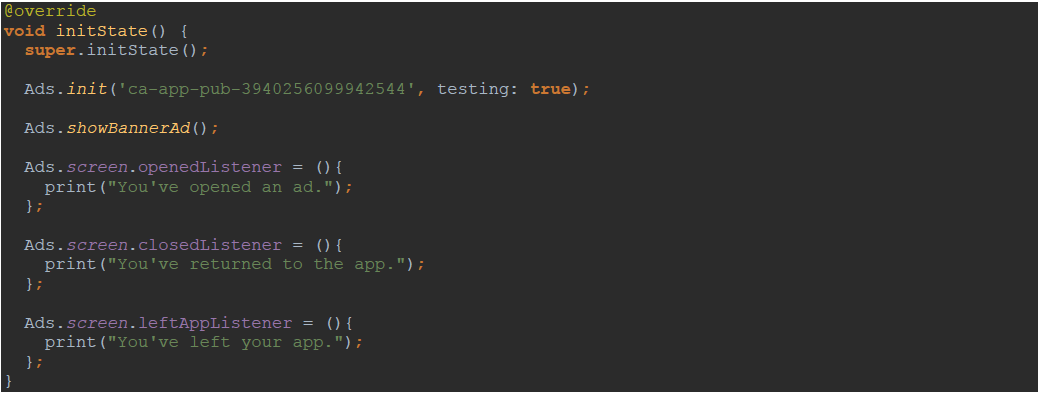 @override
void initState() {
  super.initState();

  Ads.init('ca-app-pub-3940256099942544', testing: true);

  Ads.showBannerAd();

  Ads.screen.openedListener = (){
    print("You've opened an ad.");
  };

  Ads.screen.closedListener = (){
    print("You've returned to the app.");
  };

  Ads.screen.leftAppListener = (){
    print("You've left your app.");
  };
}